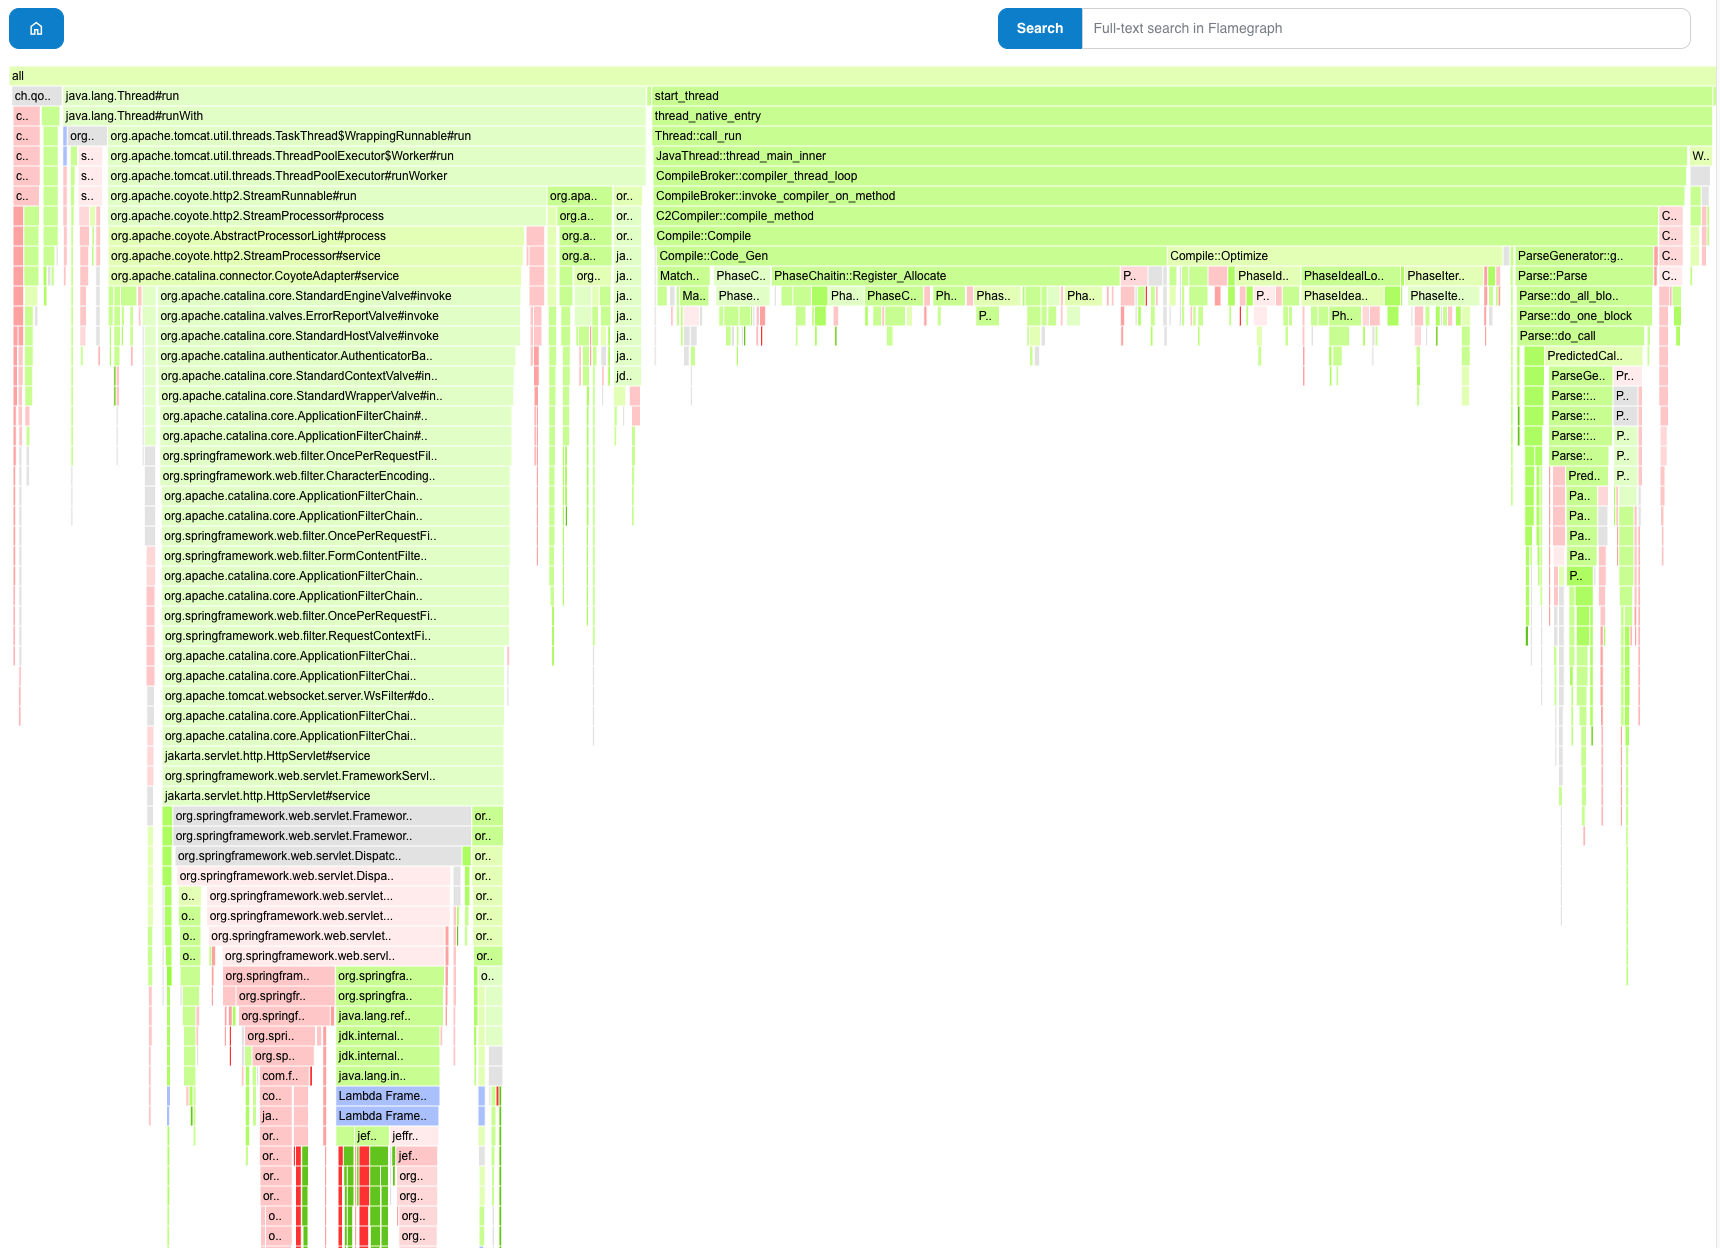 Search Full-text search in Flamegraph
all
ch.qo.. java.lang.Thread#run start_thread
c.. java.lang.Thread#runWith thread_native_entry
c.. org.. org.apache.tomcat.util.threads.TaskThread$WrappingRunnable#run Thread::call_run
c.. s.. org.apache.tomcat.util.threads.ThreadPoolExecutor$Worker#run JavaThread::thread_main_inner W..
c.. s.. org.apache.tomcat.util.threads.ThreadPoolExecutor#runWorker CompileBroker::compiler_thread_loop
c.. s.. org.apache.coyote.http2.StreamRunnable#run org.apa.. or.. CompileBroker::invoke_compiler_on_method
org.apache.coyote.http2.StreamProcessor#process org.a.. or.. C2Compiler::compile_method C..
org.apache.coyote.AbstractProcessorLight#process org.a.. or.. Compile::Compile C..
org.apache.coyote.http2.StreamProcessor#service org.a.. ja.. Compile::Code_Gen Compile::Optimize ParseGenerator::g.. C..
org.apache.catalina.connector.CoyoteAdapter#service org.. ja.. Match.. PhaseC.. PhaseChaitin::Register_Allocate P.. PhaseId.. PhaseIdealLo.. PhaseIter.. Parse::Parse C..
org.apache.catalina.core.StandardEngineValve#invoke ja.. Ma.. Phase.. Pha.. PhaseC.. Ph.. Phas.. Pha.. P.. PhaseIdea.. PhaseIte.. Parse::do_all_blo..
org.apache.catalina.valves.ErrorReportValve#invoke ja.. P.. Ph.. Parse::do_one_block
org.apache.catalina.core.StandardHostValve#invoke ja.. Parse::do_call
org.apache.catalina.authenticator.AuthenticatorBa.. ja.. PredictedCal..
org.apache.catalina.core.StandardContextValve#in.. jd.. ParseGe.. Pr..
org.apache.catalina.core.StandardWrapperValve#in.. Parse::.. P..
org.apache.catalina.core.ApplicationFilterChain#.. Parse::.. P..
org.apache.catalina.core.ApplicationFilterChain#.. Parse::.. P..
org.springframework.web.filter.OncePerRequestFil.. Parse:.. P..
org.springframework.web.filter.CharacterEncoding.. Pred.. P..
org.apache.catalina.core.ApplicationFilterChain.. Pa..
org.apache.catalina.core.ApplicationFilterChain.. Pa..
org.springframework.web.filter.OncePerRequestFi.. Pa..
org.springframework.web.filter.FormContentFilte.. Pa..
org.apache.catalina.core.ApplicationFilterChain.. P..
org.apache.catalina.core.ApplicationFilterChain..
org.springframework.web.filter.OncePerRequestFi..
org.springframework.web.filter.RequestContextFi..
org.apache.catalina.core.ApplicationFilterChai..
org.apache.catalina.core.ApplicationFilterChai..
org.apache.tomcat.websocket.server.WsFilter#do..
org.apache.catalina.core.ApplicationFilterChai..
org.apache.catalina.core.ApplicationFilterChai..
jakarta.servlet.http.HttpServlet#service
org.springframework.web.servlet.FrameworkServl..
jakarta.servlet.http.HttpServlet#service
org.springframework.web.servlet.Framewor.. or..
org.springframework.web.servlet.Framewor.. or..
org.springframework.web.servlet.Dispatc.. or..
org.springframework.web.servlet.Dispa.. or..
o.. org.springframework.web.servlet... or..
o.. org.springframework.web.servlet... or..
o.. org.springframework.web.servlet.. or..
o.. org.springframework.web.servl.. or..
org.springfram.. org.springfra.. o..
org.springfr.. org.springfra..
org.springf.. java.lang.ref..
org.spri.. jdk.internal..
org.sp.. jdk.internal..
com.f.. java.lang.in..
co.. Lambda Frame..
ja.. Lambda Frame..
or.. jef.. jeffr..
or.. jef..
or.. org..
or.. org..
o.. org..
o.. org..